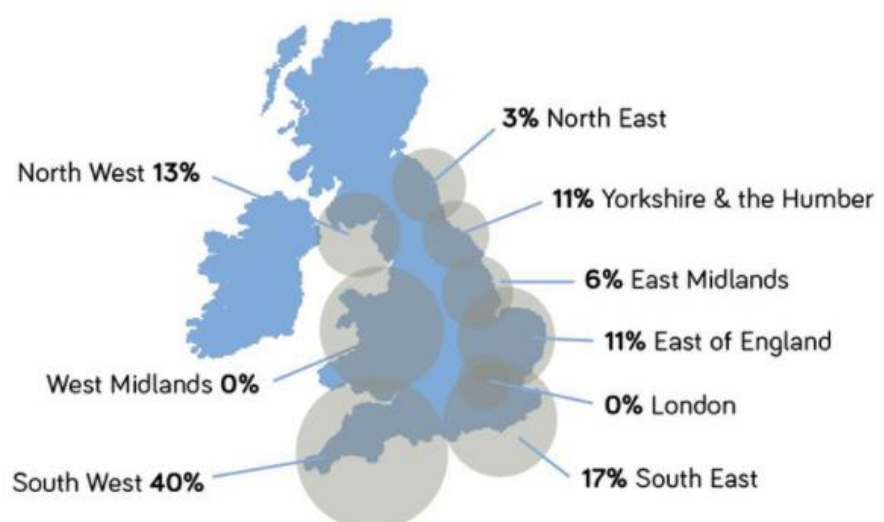 3% North East
North West 13%
11% Yorkshire & the Humber
6% East Midlands
11% East of England
West Midlands 0%
0% London
South West 40%
17% South East